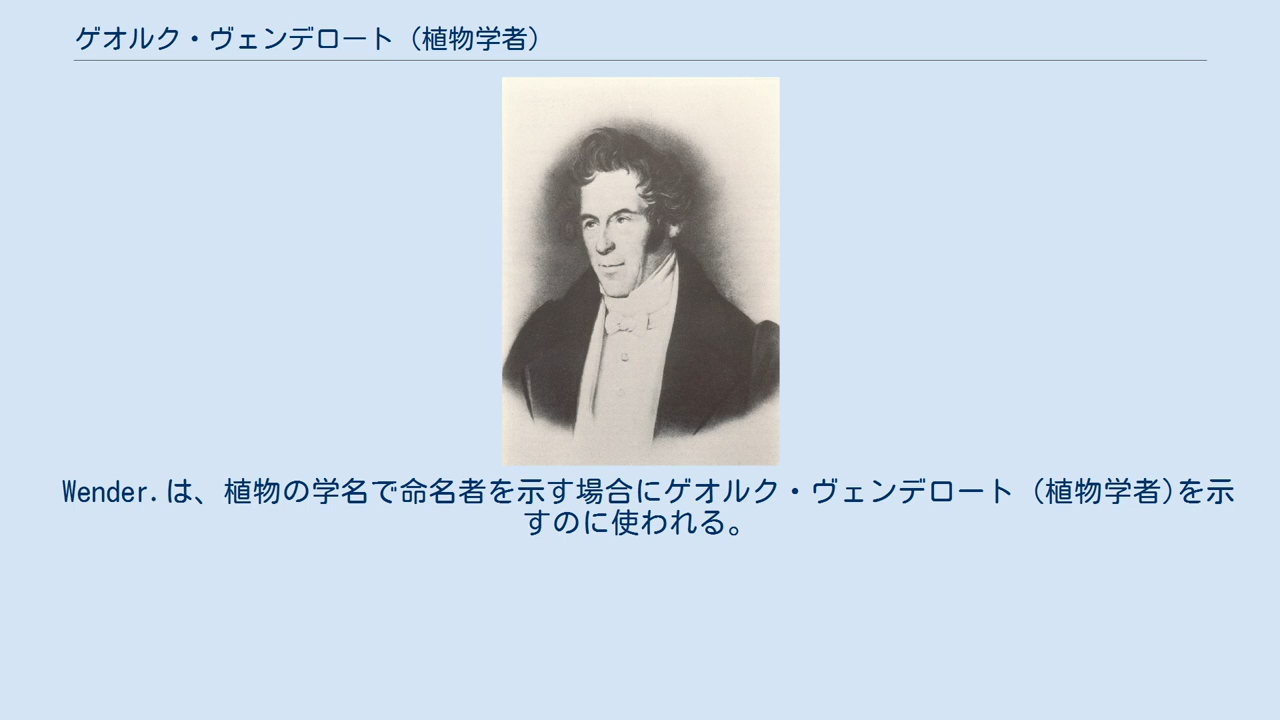 ゲオルク・ヴェンデロート（植物学者）
Wender.は、植物の学名で命名者を示す場合にゲオルク・ヴェンデロート（植物学者)を示
すのに使われる。